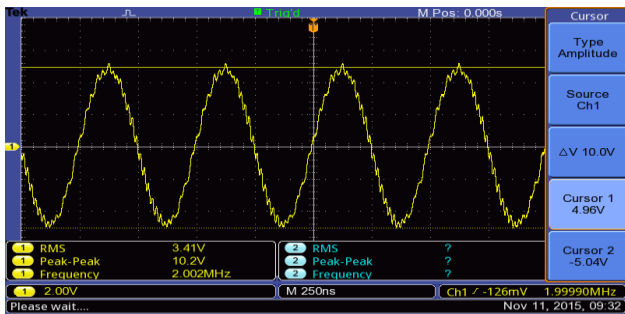 Tek Trig'd M Pos: 0.000s Cursor
Type
Amplitude
Source
Ch1
1
△V 10.0V
Cursor 1
4.96V
Cursor 2
-5.04V
1 RMS 3.41V 2 RMS ?
1 Peak-Peak 10.2V 2 Peak-Peak ?
1 Frequency 2.002MHz 2 Frequency ?
1 2.00V M 250ns Ch1 -126mV 1.99990MHz
Please wait.... Nov 11, 2015, 09:32